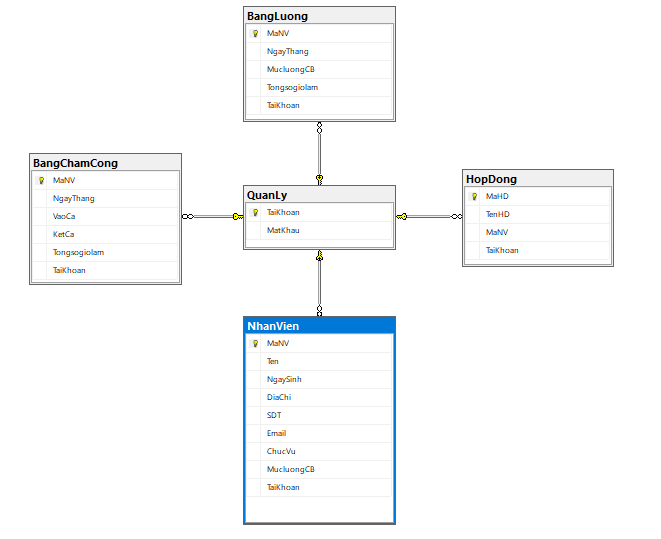 BangLuong
MaNV
NgayThang
MucluongCB
Tongsogiolam
TaiKhoan
BangChamCong
MaNV
NgayThang
VaoCa
KetCa
Tongsogiolam
TaiKhoan
QuanLy
TaiKhoan
MatKhau
HopDong
MaHD
TenHD
MaNV
TaiKhoan
NhanVien
MaNV
Ten
NgaySinh
DiaChi
SDT
Email
ChucVu
MucluongCB
TaiKhoan